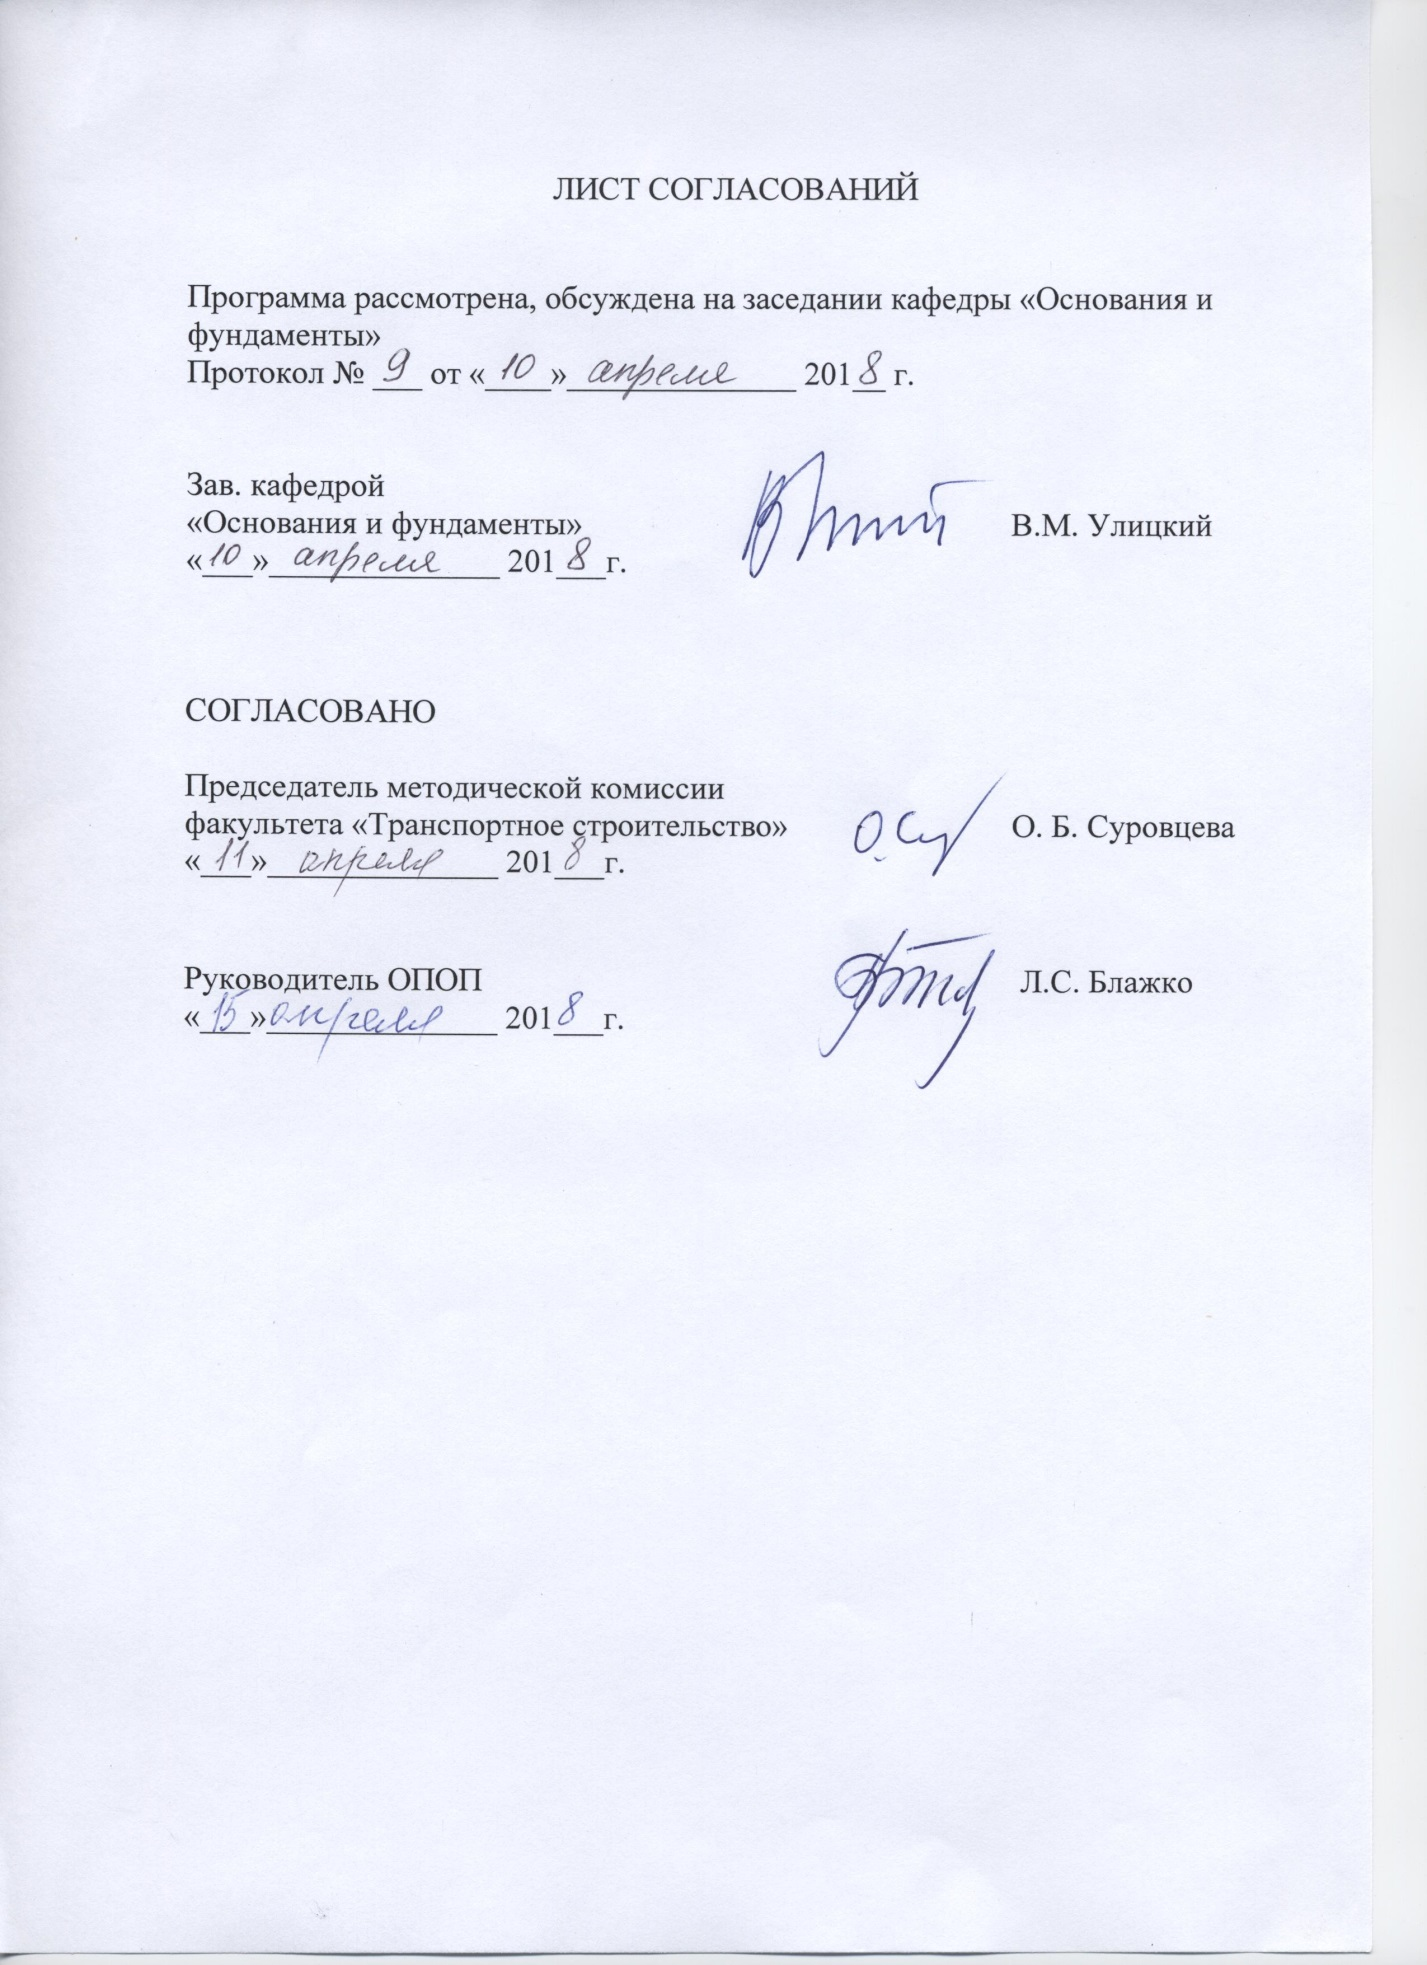 ЛИСТ СОГЛАСОВАНИЙ
Программа рассмотрена, обсуждена на заседании кафедры «Основания и
фундаменты»
Протокол № 9 от «10» апреля 2018 г.
Зав. кафедрой
«Основания и фундаменты» В.М. Улицкий
«10» апреля 2018 г.
СОГЛАСОВАНО
Председатель методической комиссии
факультета «Транспортное строительство» О. Б. Суровцева
«11» апреля 2018 г.
Руководитель ОПОП Л.С. Блажко
«15» апреля 2018 г.